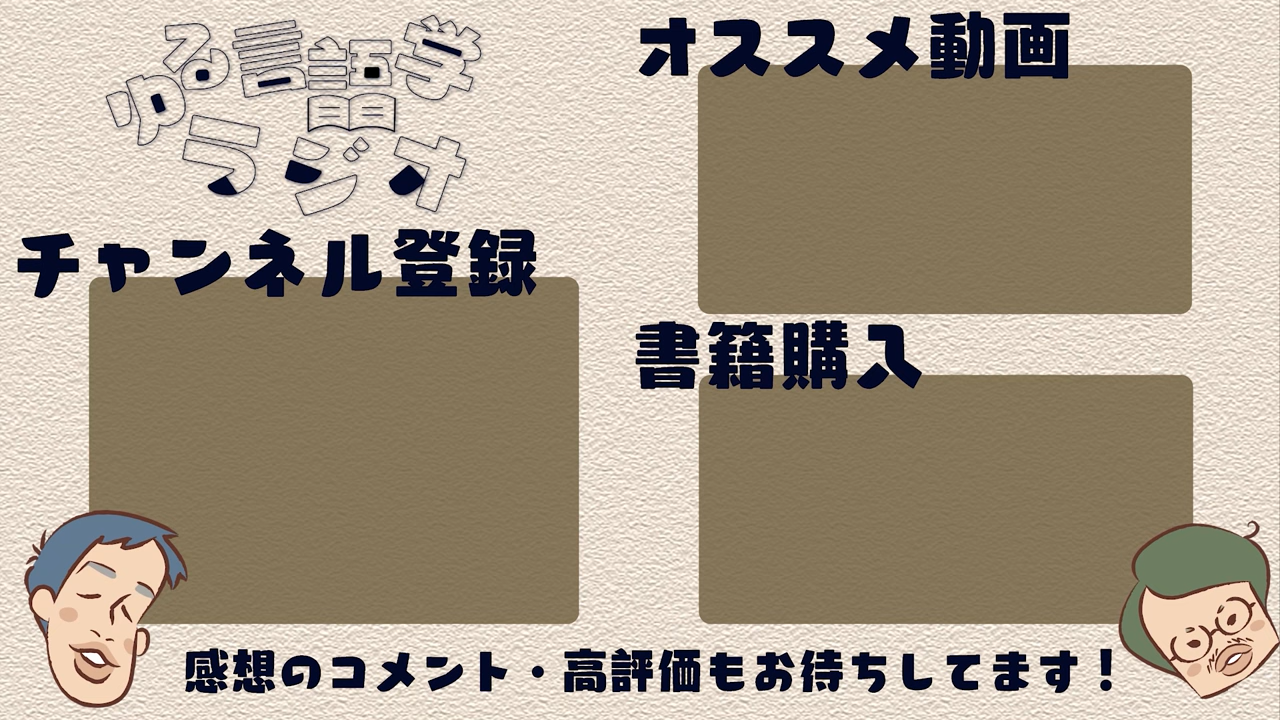 ゆる言語学
ラジオ
チャンネル登録
オススメ動画
書籍購入
感想のコメント・高評価もお待ちしてます！